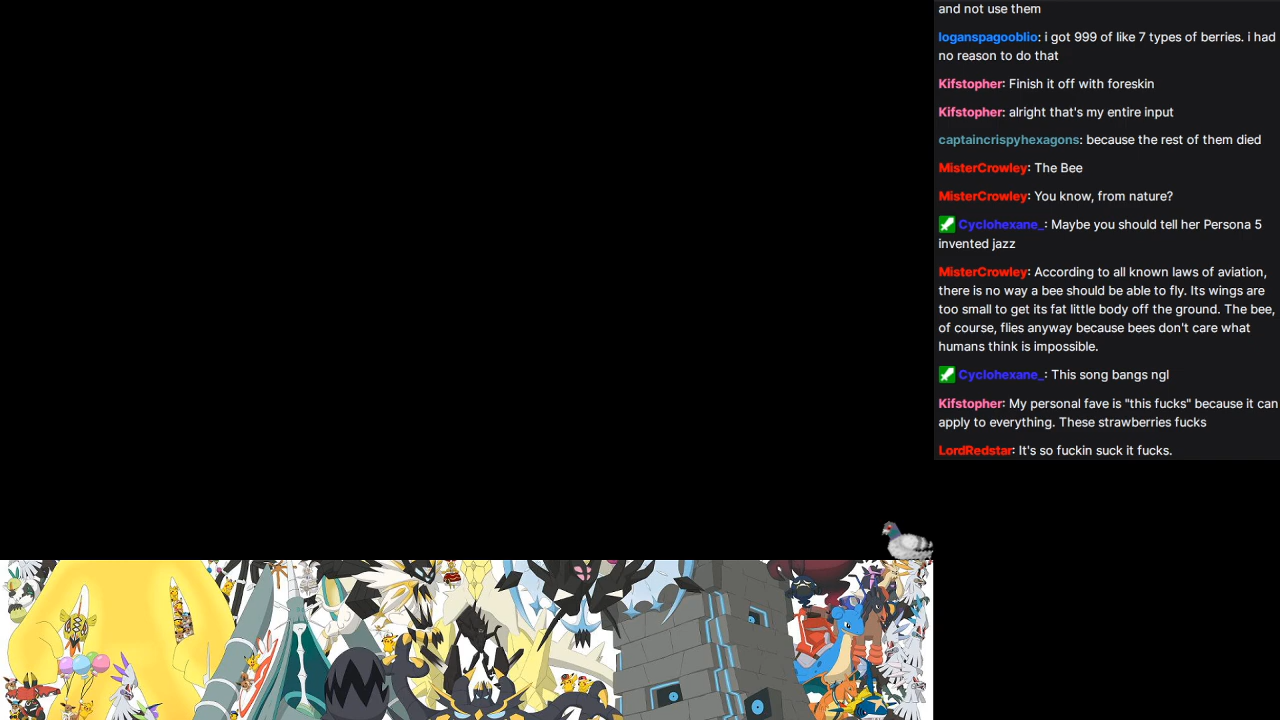 and not use them
loganspagooblio: i got 999 of like 7 types of berries. i had
no reason to do that
Kifstopher: Finish it off with foreskin
Kifstopher: alright that's my entire input
captaincrispyhexagons: because the rest of them died
MisterCrowley: The Bee
MisterCrowley: You know, from nature?
Cyclohexane_: Maybe you should tell her Persona 5
invented jazz
MisterCrowley: According to all known laws of aviation,
there is no way a bee should be able to fly. Its wings are
too small to get its fat little body off the ground. The bee,
of course, flies anyway because bees don't care what
humans think is impossible.
Cyclohexane_: This song bangs ngl
Kifstopher: My personal fave is "this fucks" because it can
apply to everything. These strawberries fucks
LordRedstar: It's so fuckin suck it fucks.